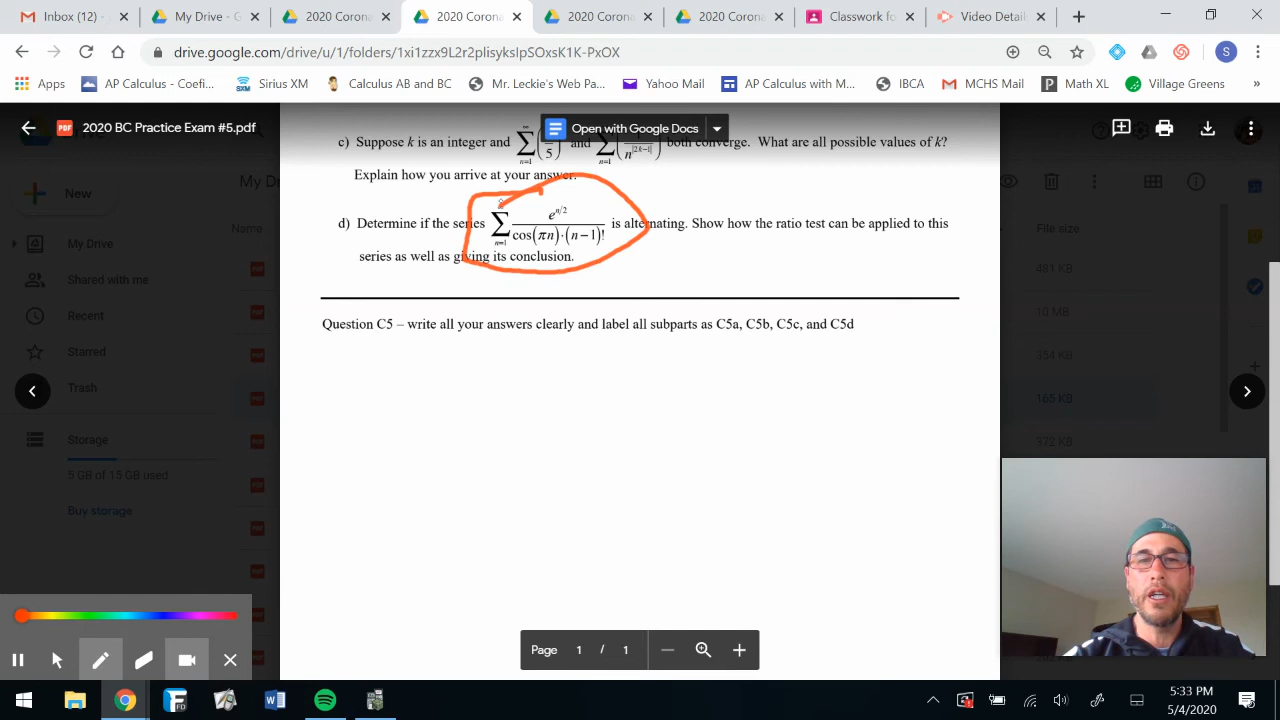 Inbox (12)
My Drive - G
2020 Corona
2020 Corona
2020 Corona
2020 Corona
Classwork fo
Video Detail
drive.google.com/drive/u/1/folders/1xi1zzx9L2r2plisyksIpSOxsK1K-PxOX
S
Apps
AP Calculus - Coefi...
Sirius XM
Calculus AB and BC
Mr. Leckie's Web Pa...
Yahoo Mail
AP Calculus with M...
IBCA
MCHS Mail
Math XL
Village Greens
2020 BC Practice Exam #5.pdf
Open with Google Docs
c) Suppose k is an integer and ∑ n=1 ( 5 ) and ∑ n=1 ( n^|2k−1| ) both converge. What are all possible values of k?
Explain how you arrive at your answer.
d) Determine if the series ∑ n=1 ∞ e^(n/2) / cos(πn)·(n−1)! is alternating. Show how the ratio test can be applied to this
series as well as giving its conclusion.
Question C5 – write all your answers clearly and label all subparts as C5a, C5b, C5c, and C5d
New
My D
My Drive
Name
File size
Shared with me
481 KB
Recent
10 MB
Starred
354 KB
Trash
165 KB
Storage
372 KB
5 GB of 15 GB used
Buy storage
Page 1 / 1
5:33 PM
5/4/2020